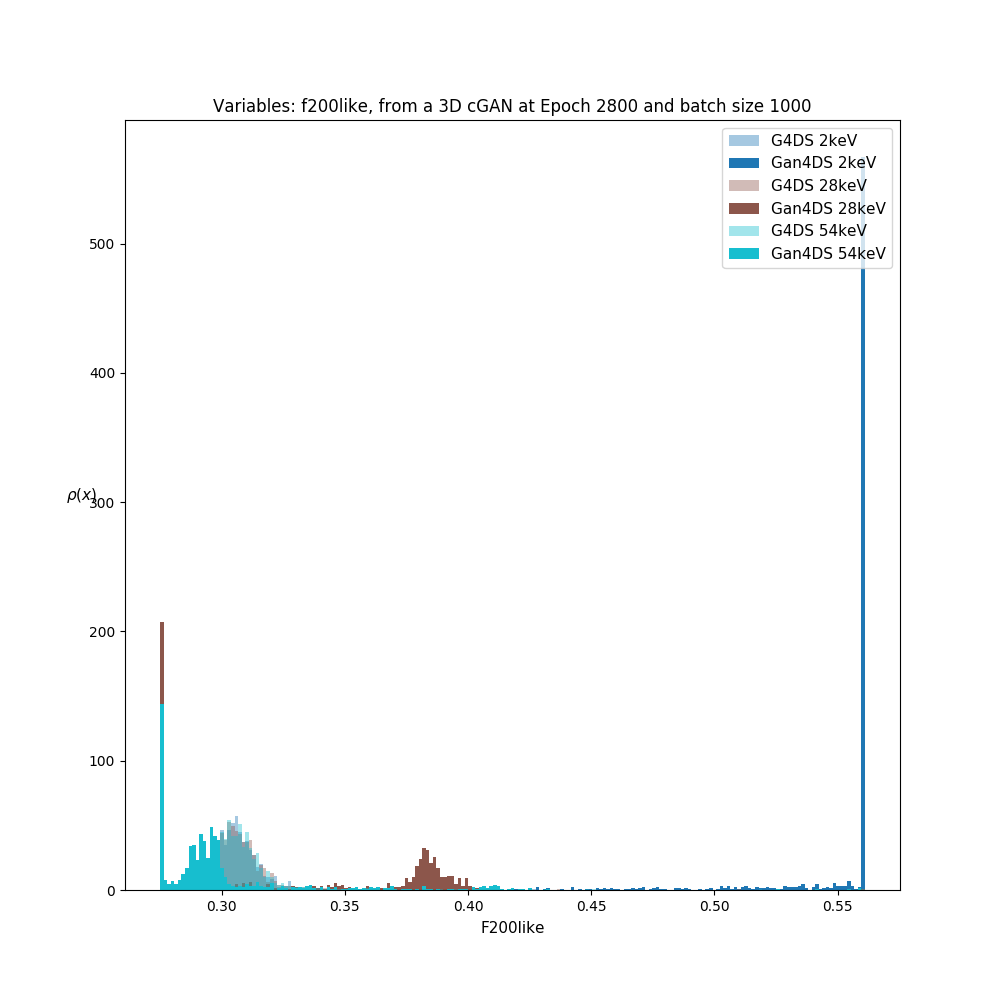 Variables: f200like, from a 3D cGAN at Epoch 2800 and batch size 1000
G4DS 2keV
Gan4DS 2keV
G4DS 28keV
Gan4DS 28keV
G4DS 54keV
Gan4DS 54keV
500
400
ρ(x)
300
200
100
0
0.30 0.35 0.40 0.45 0.50 0.55
F200like